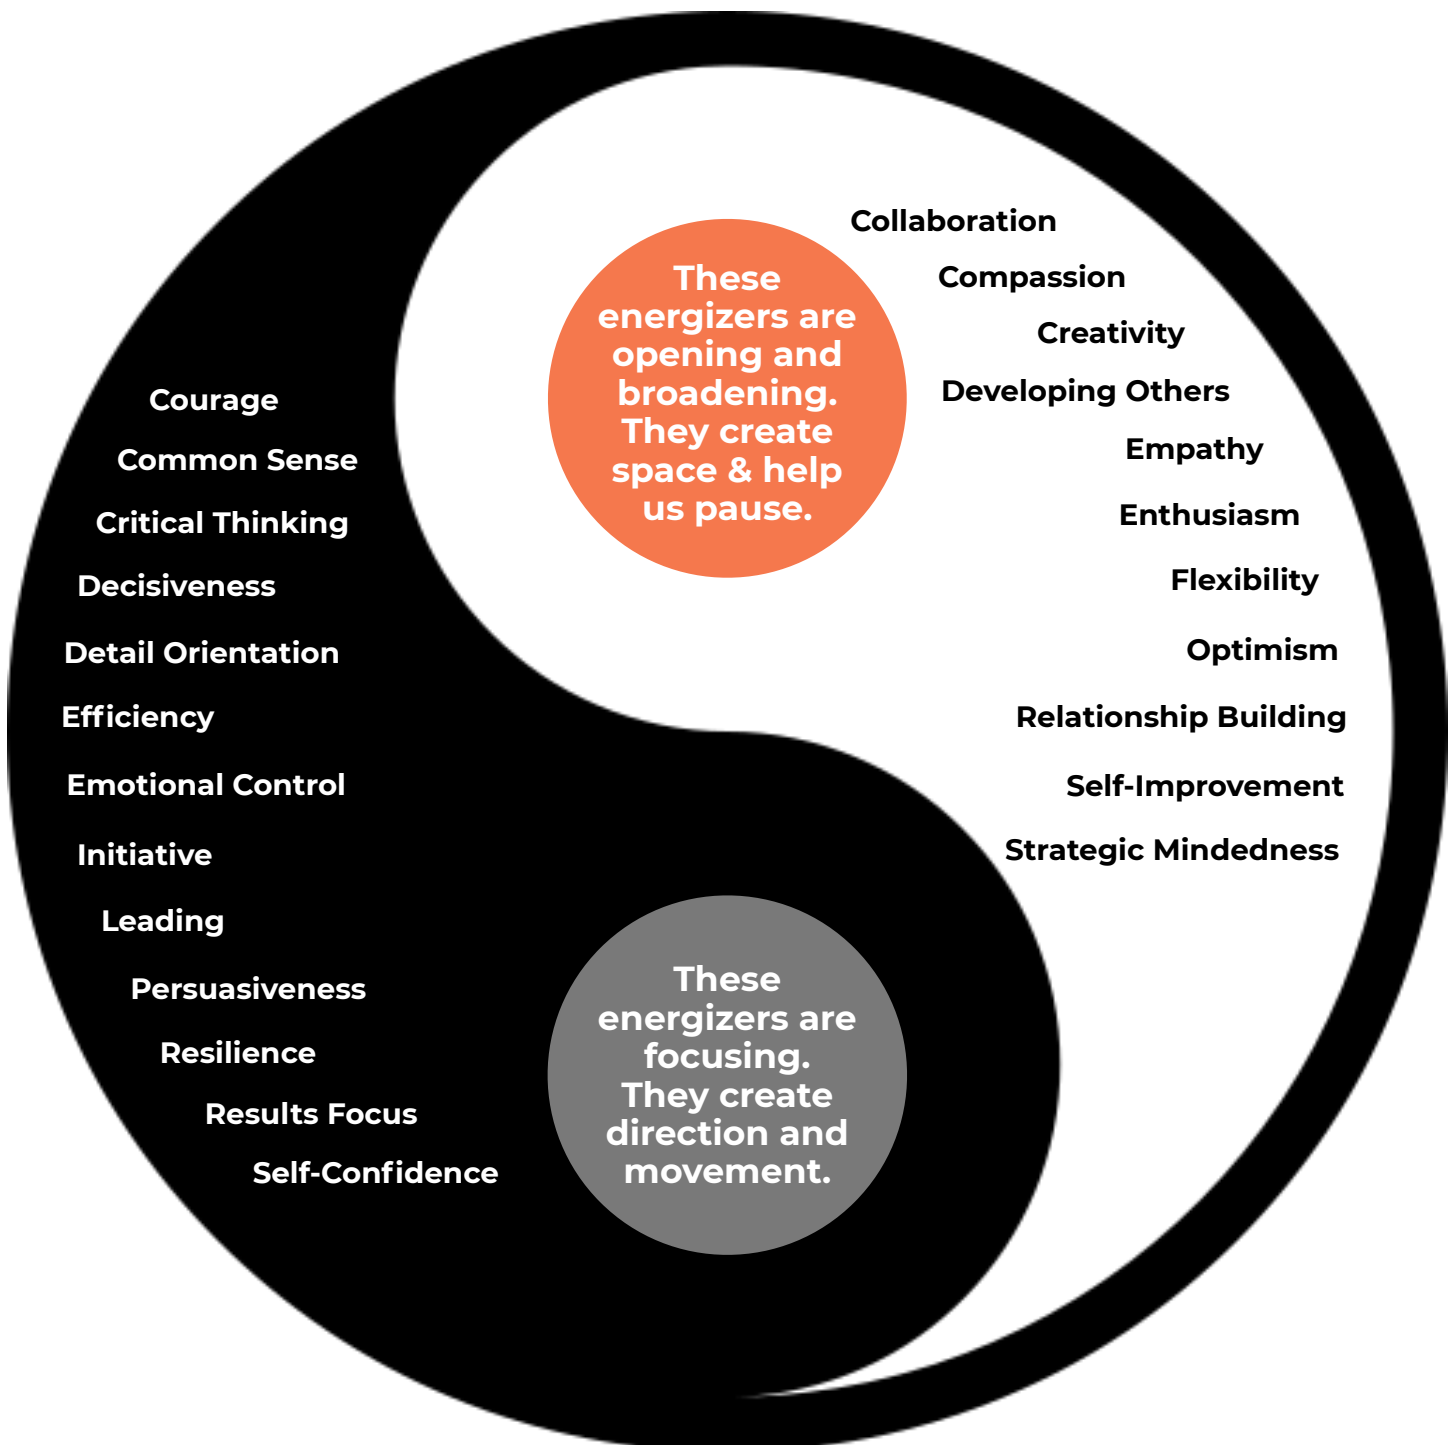 These
energizers are
opening and
broadening.
They create
space & help
us pause.
Collaboration
Compassion
Creativity
Developing Others
Empathy
Enthusiasm
Flexibility
Optimism
Relationship Building
Self-Improvement
Strategic Mindedness
Courage
Common Sense
Critical Thinking
Decisiveness
Detail Orientation
Efficiency
Emotional Control
Initiative
Leading
Persuasiveness
Resilience
Results Focus
Self-Confidence
These
energizers are
focusing.
They create
direction and
movement.